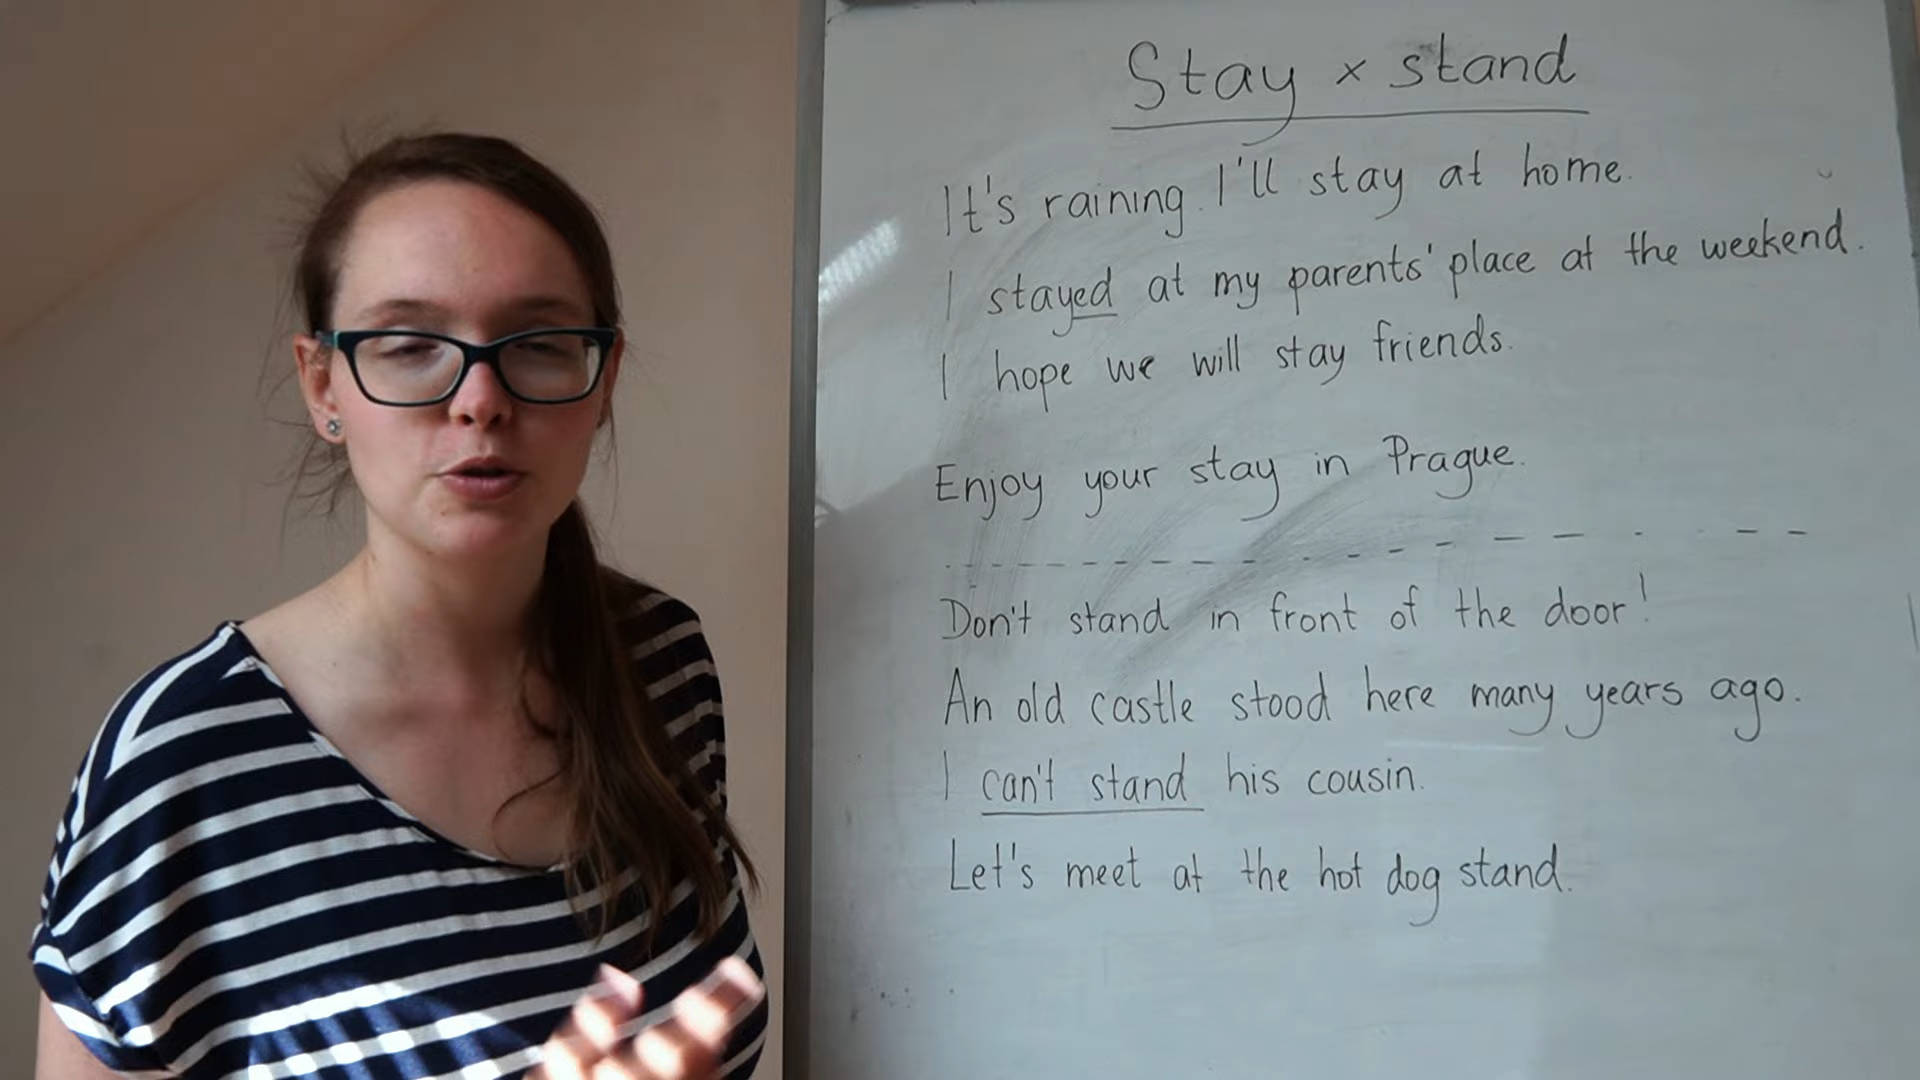 Stay x stand
It's raining. I'll stay at home.
I stayed at my parents' place at the weekend.
I hope we will stay friends.
Enjoy your stay in Prague.
Don't stand in front of the door!
An old castle stood here many years ago.
I can't stand his cousin.
Let's meet at the hot dog stand.